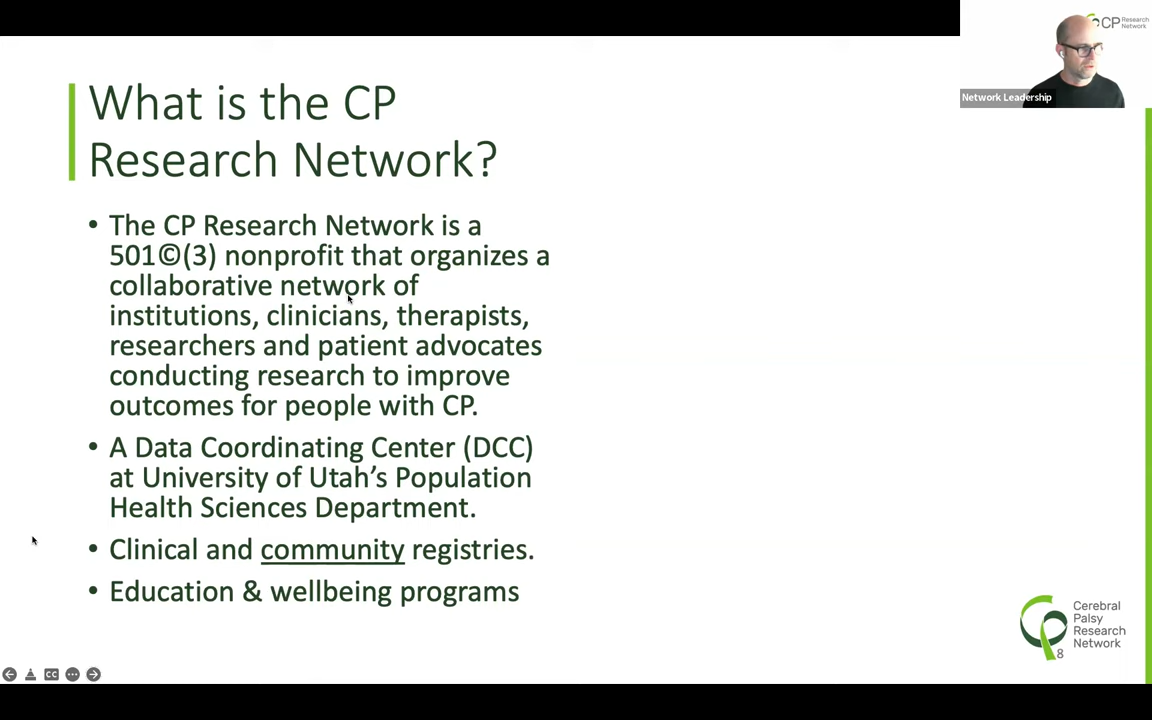 CP Research
Network
Network Leadership
What is the CP
Research Network?
• The CP Research Network is a
501©(3) nonprofit that organizes a
collaborative network of
institutions, clinicians, therapists,
researchers and patient advocates
conducting research to improve
outcomes for people with CP.
• A Data Coordinating Center (DCC)
at University of Utah’s Population
Health Sciences Department.
• Clinical and community registries.
• Education & wellbeing programs
Cerebral
Palsy
Research
Network
8
CC